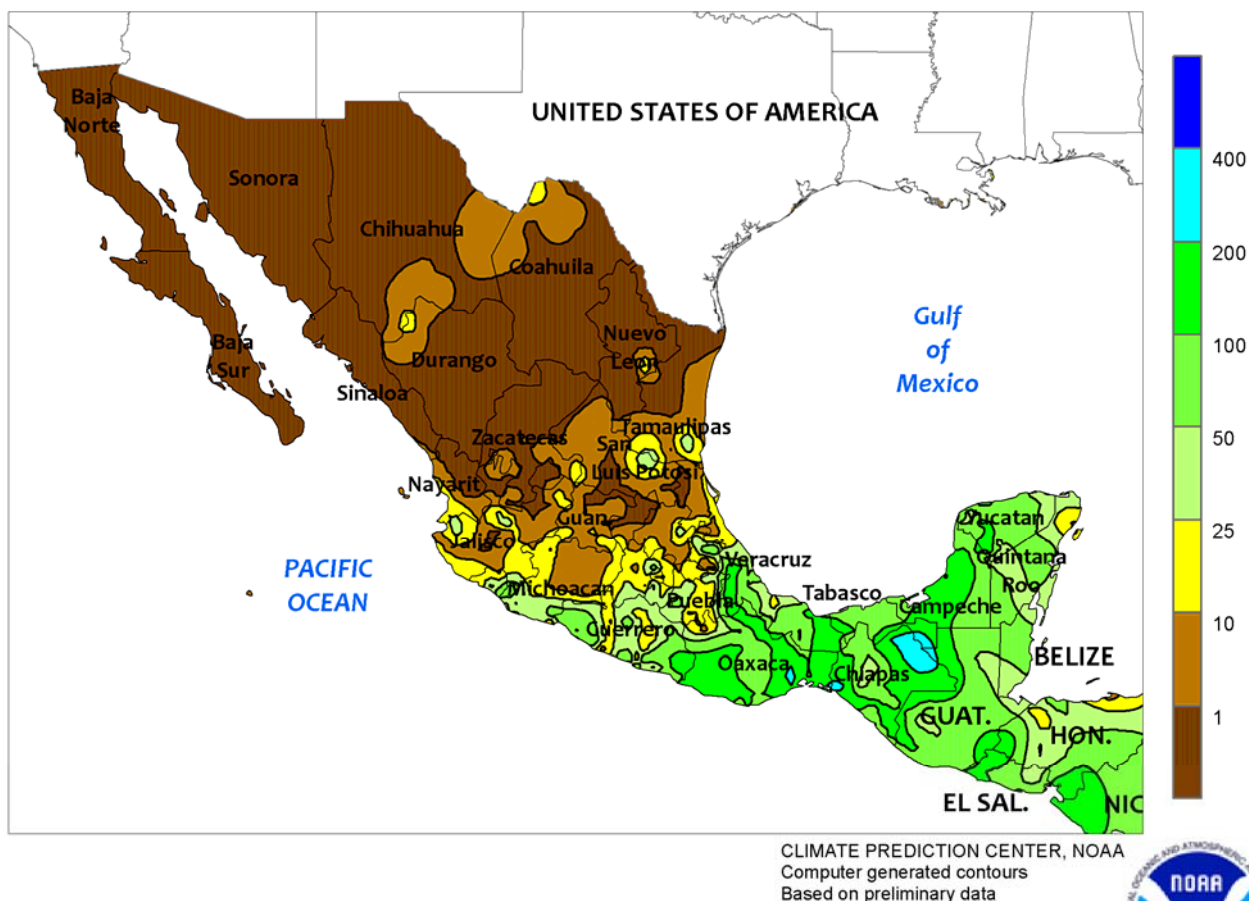 UNITED STATES OF AMERICA
Baja
Norte
Sonora
Chihuahua
Coahuila
Nuevo
Leon
Durango
Baja
Sur
Sinaloa
Gulf
of
Mexico
Zacatecas
San
Luis Potosi
Tamaulipas
Nayarit
Guan
Jalisco
PACIFIC
OCEAN
Michoacan
Puebla
Veracruz
Guerrero
Oaxaca
Tabasco
Campeche
Yucatan
Quintana
Roo
Chiapas
BELIZE
GUAT.
HON.
EL SAL.
NIC
400
200
100
50
25
10
1
CLIMATE PREDICTION CENTER, NOAA
Computer generated contours
Based on preliminary data
NOAA